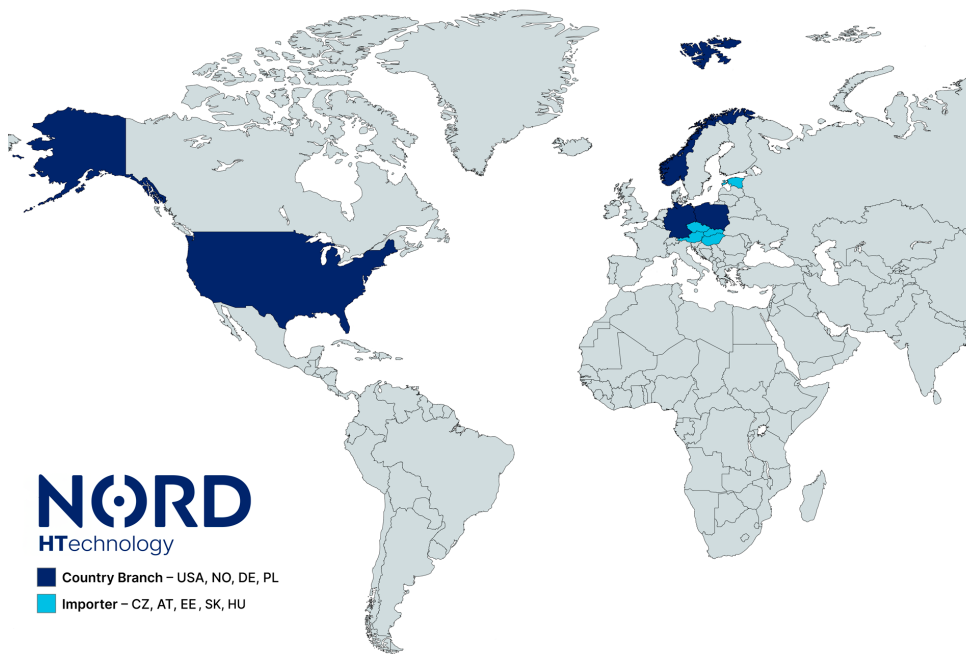 NORD
HTechnology
Country Branch – USA, NO, DE, PL
Importer – CZ, AT, EE, SK, HU